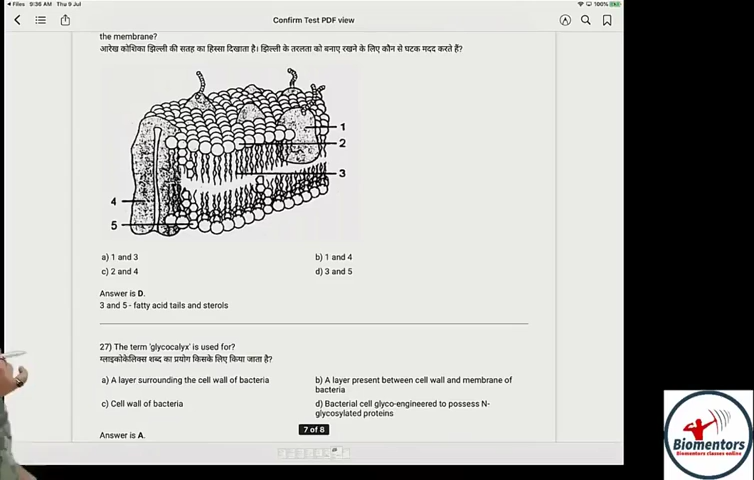 Files 9:36 AM Thu 9 Jul
100%
Confirm Test PDF view
the membrane?
आरेख कोशिका झिल्ली की सतह का हिस्सा दिखाता है। झिल्ली के तरलता को बनाए रखने के लिए कौन से घटक मदद करते हैं?
1
2
3
4
5
a) 1 and 3
b) 1 and 4
c) 2 and 4
d) 3 and 5
Answer is D.
3 and 5 - fatty acid tails and sterols
27) The term 'glycocalyx' is used for?
ग्लाइकोकेलिक्स शब्द का प्रयोग किसके लिए किया जाता है?
a) A layer surrounding the cell wall of bacteria
b) A layer present between cell wall and membrane of
bacteria
c) Cell wall of bacteria
d) Bacterial cell glyco-engineered to possess N-
glycosylated proteins
7 of 8
Answer is A.
Biomentors
Biomentors classes online